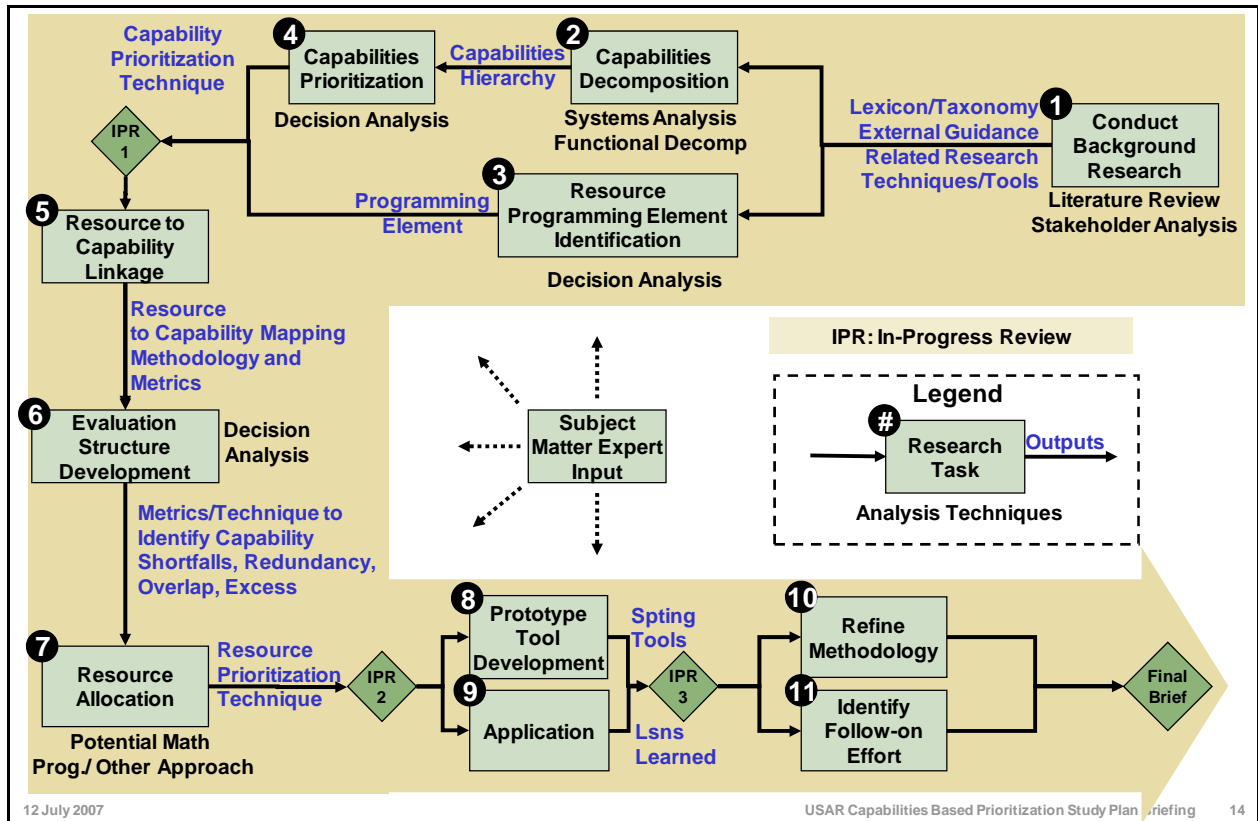 Capability
Prioritization
Technique
4
Capabilities
Prioritization
Decision Analysis
Capabilities
Hierarchy
2
Capabilities
Decomposition
Systems Analysis
Functional Decomp
Lexicon/Taxonomy
External Guidance
Related Research
Techniques/Tools
1
Conduct
Background
Research
Literature Review
Stakeholder Analysis
IPR
1
Programming
Element
3
Resource
Programming Element
Identification
Decision Analysis
5
Resource to
Capability
Linkage
Resource
to Capability Mapping
Methodology and
Metrics
6
Evaluation
Structure
Development
Decision
Analysis
Subject
Matter Expert
Input
IPR: In-Progress Review
Legend
#
Research
Task
Outputs
Analysis Techniques
Metrics/Technique to
Identify Capability
Shortfalls, Redundancy,
Overlap, Excess
7
Resource
Allocation
Potential Math
Prog./ Other Approach
Resource
Prioritization
Technique
IPR
2
8
Prototype
Tool
Development
9
Application
Spting
Tools
IPR
3
Lsns
Learned
10
Refine
Methodology
11
Identify
Follow-on
Effort
Final
Brief
12 July 2007
USAR Capabilities Based Prioritization Study Plan Briefing
14